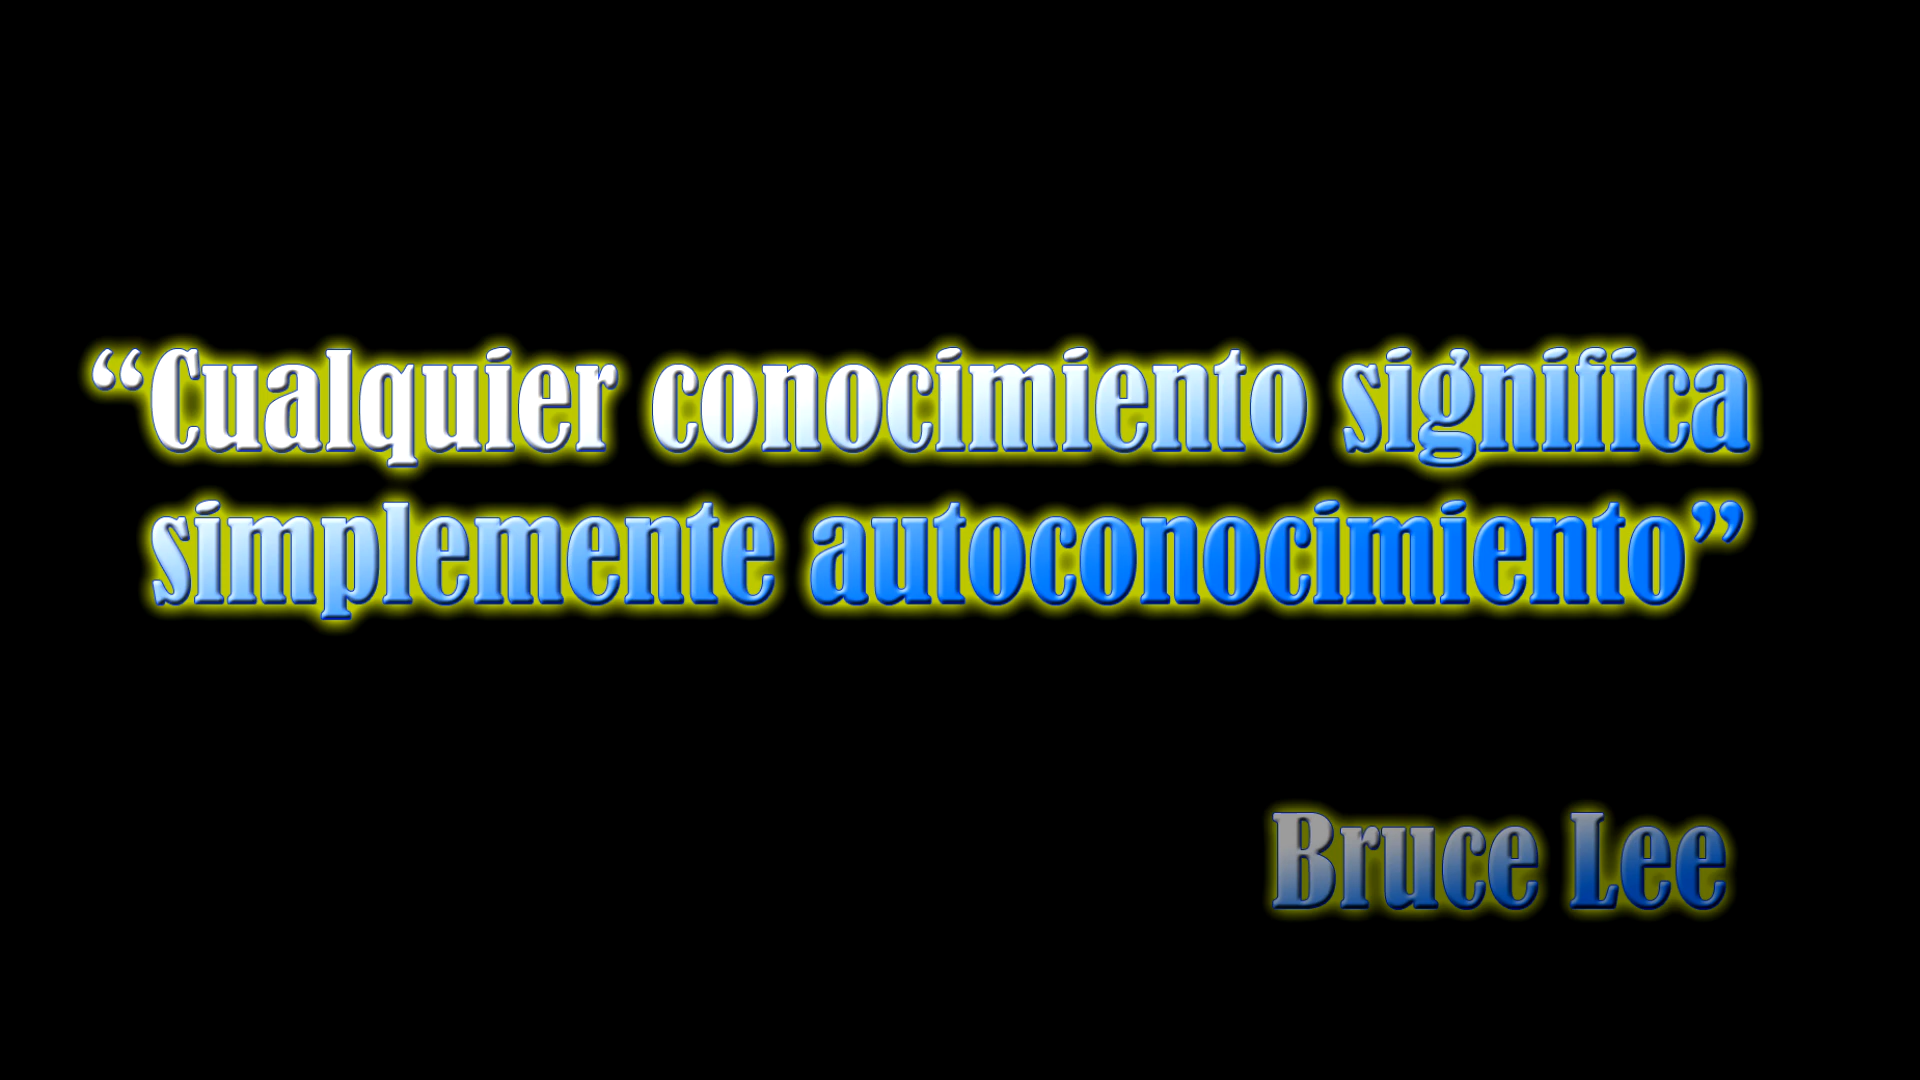 “Cualquier conocimiento significa
simplemente autoconocimiento”
Bruce Lee